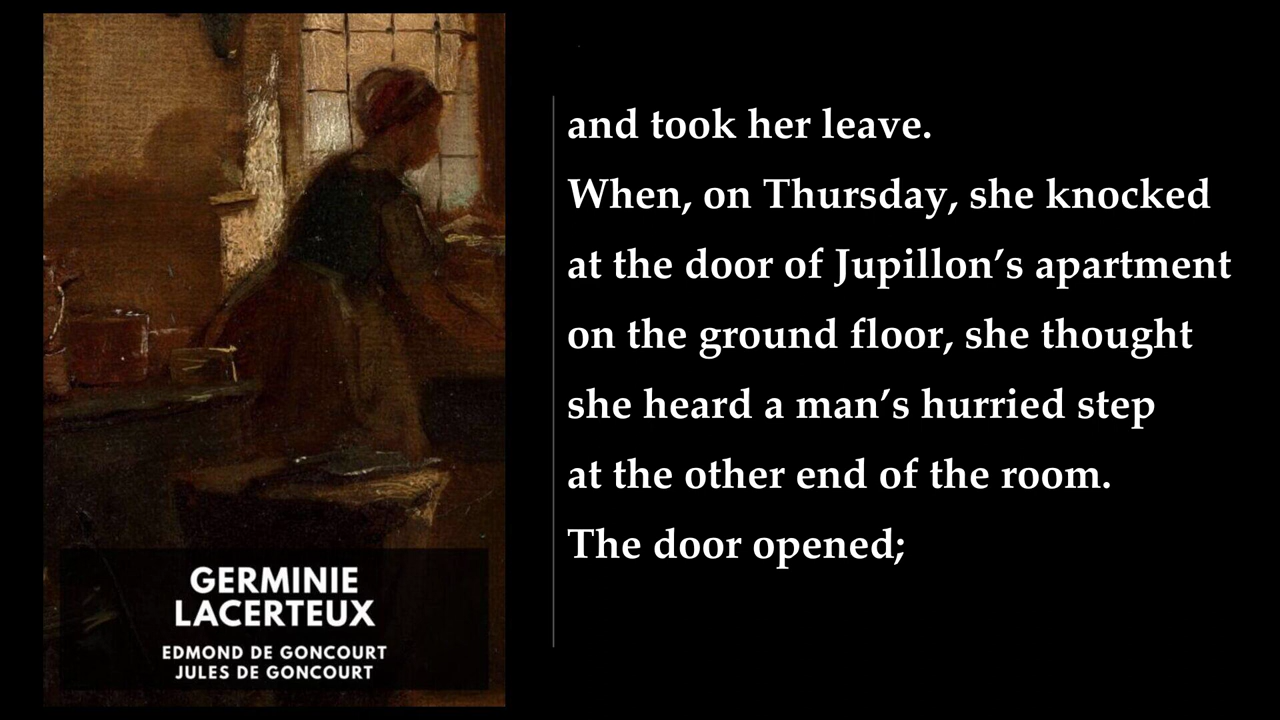 GERMINIE
LACERTEUX
EDMOND DE GONCOURT
JULES DE GONCOURT
and took her leave.
When, on Thursday, she knocked
at the door of Jupillon’s apartment
on the ground floor, she thought
she heard a man’s hurried step
at the other end of the room.
The door opened;